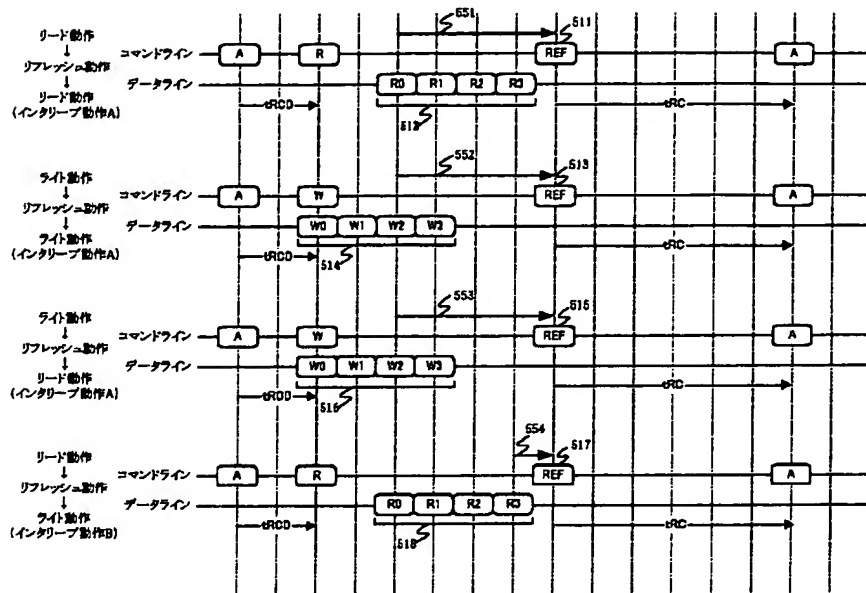 551
511
リード動作
↓
リフレッシュ動作
↓
リード動作
(インタリーブ動作A)
コマンドライン
A
R
REF
A
データライン
R0
R1
R2
R3
tRCD
512
tRC
552
513
ライト動作
↓
リフレッシュ動作
↓
ライト動作
(インタリーブ動作A)
コマンドライン
A
W
REF
A
データライン
W0
W1
W2
W3
tRCD
514
tRC
553
515
ライト動作
↓
リフレッシュ動作
↓
リード動作
(インタリーブ動作A)
コマンドライン
A
W
REF
A
データライン
W0
W1
W2
W3
tRCD
516
tRC
554
517
リード動作
↓
リフレッシュ動作
↓
ライト動作
(インタリーブ動作B)
コマンドライン
A
R
REF
A
データライン
R0
R1
R2
R3
tRCD
518
tRC